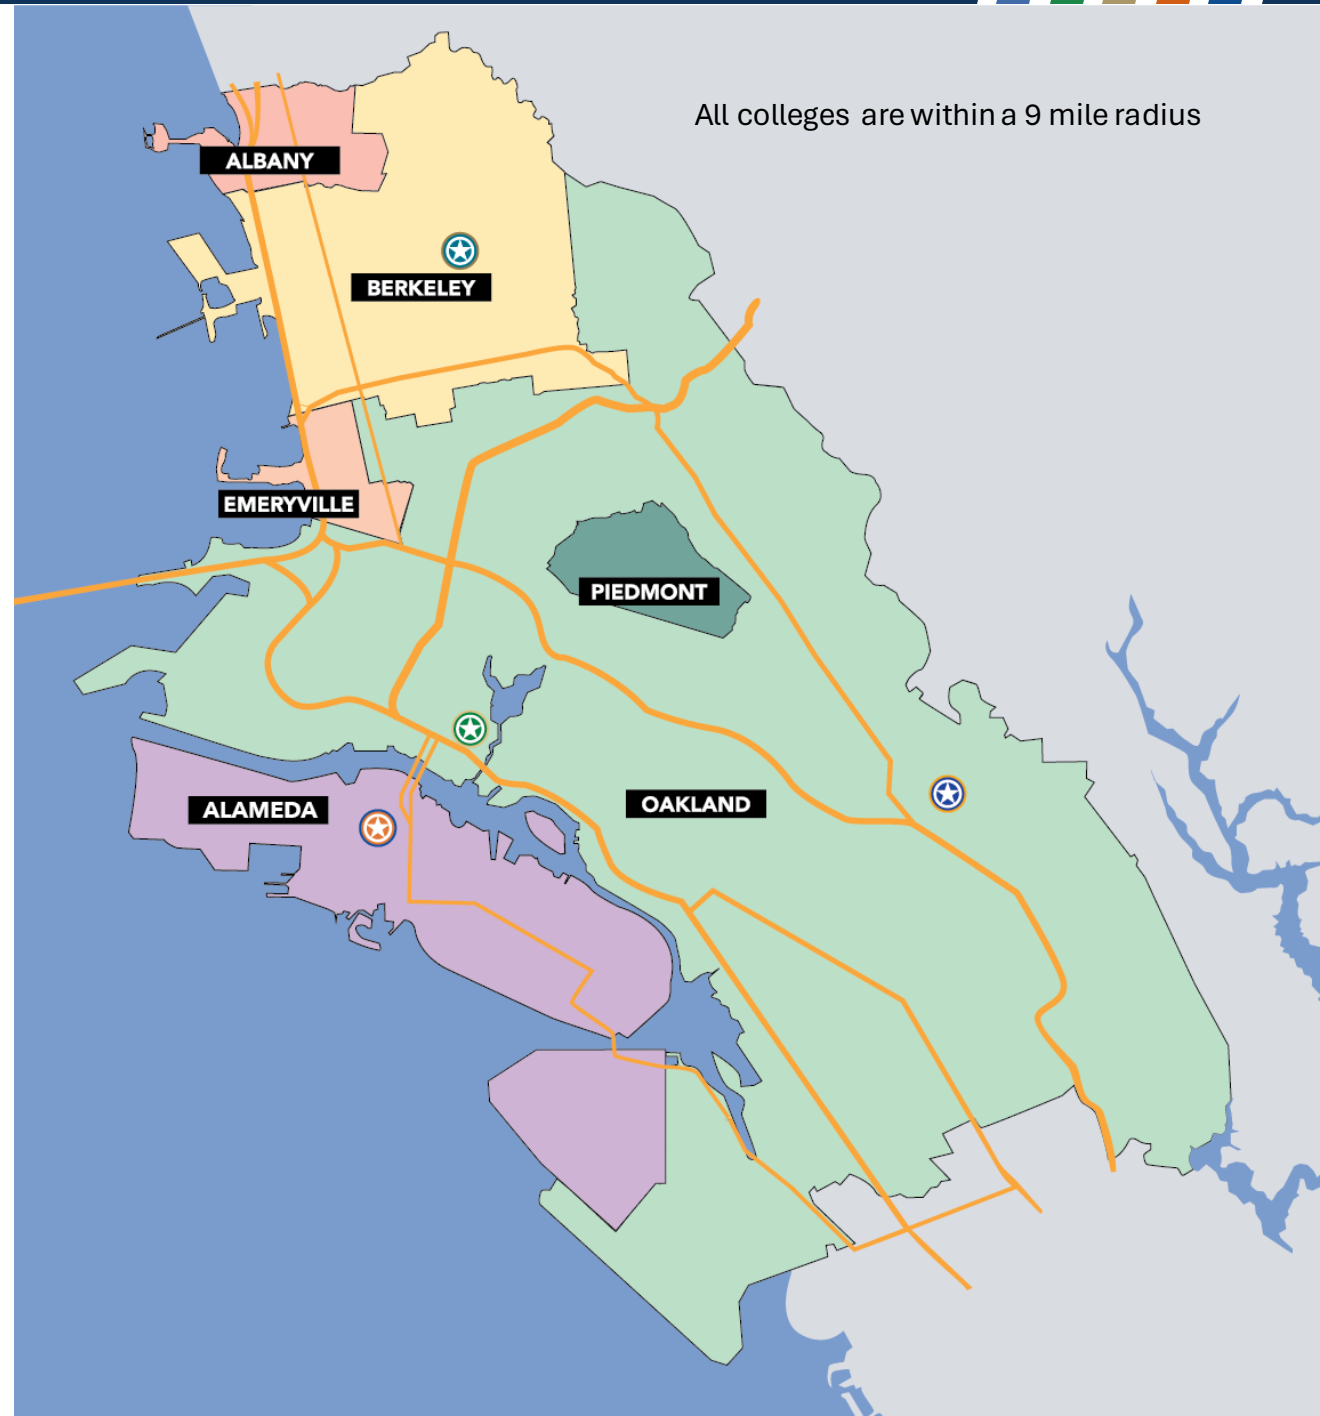 All colleges are within a 9 mile radius
ALBANY
BERKELEY
EMERYVILLE
PIEDMONT
ALAMEDA
OAKLAND